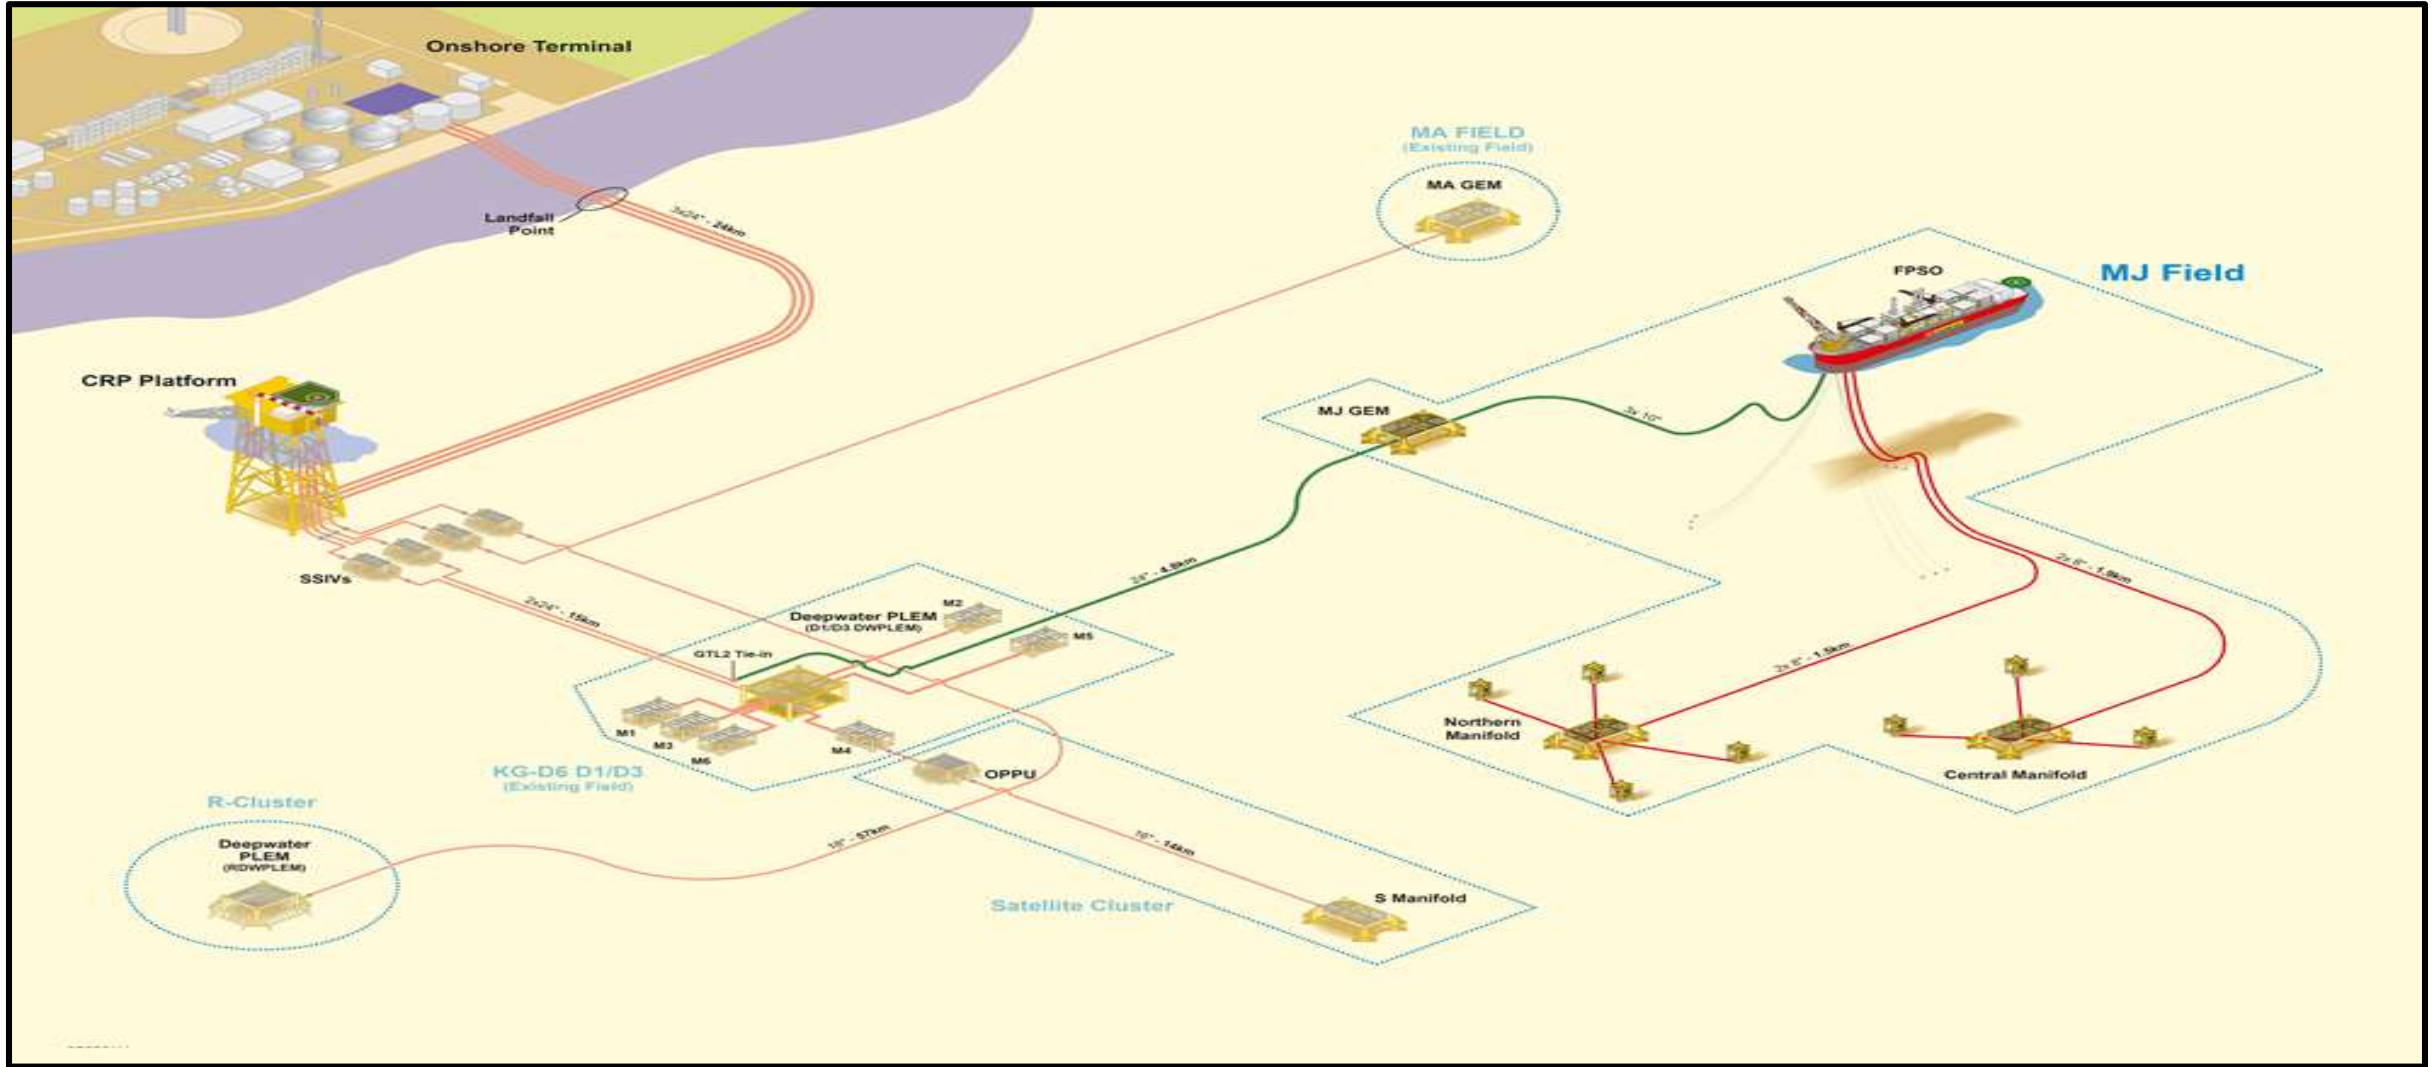 Onshore Terminal
MA FIELD
(Existing Field)
MA GEM
Landfall
Point
3x24" - 24km
FPSO
MJ Field
CRP Platform
MJ GEM
3x 10"
SSIVs
2x24" - 15km
24" - 4.8km
2x 8" - 1.9km
Deepwater PLEM
(D1/D3 DWPLEM)
M2
M5
GTL2 Tie-in
2x 8" - 1.5km
M1
M3
M6
M4
Northern
Manifold
Central Manifold
OPPU
KG-D6 D1/D3
(Existing Field)
R-Cluster
Deepwater
PLEM
(RDWPLEM)
Satellite Cluster
S Manifold